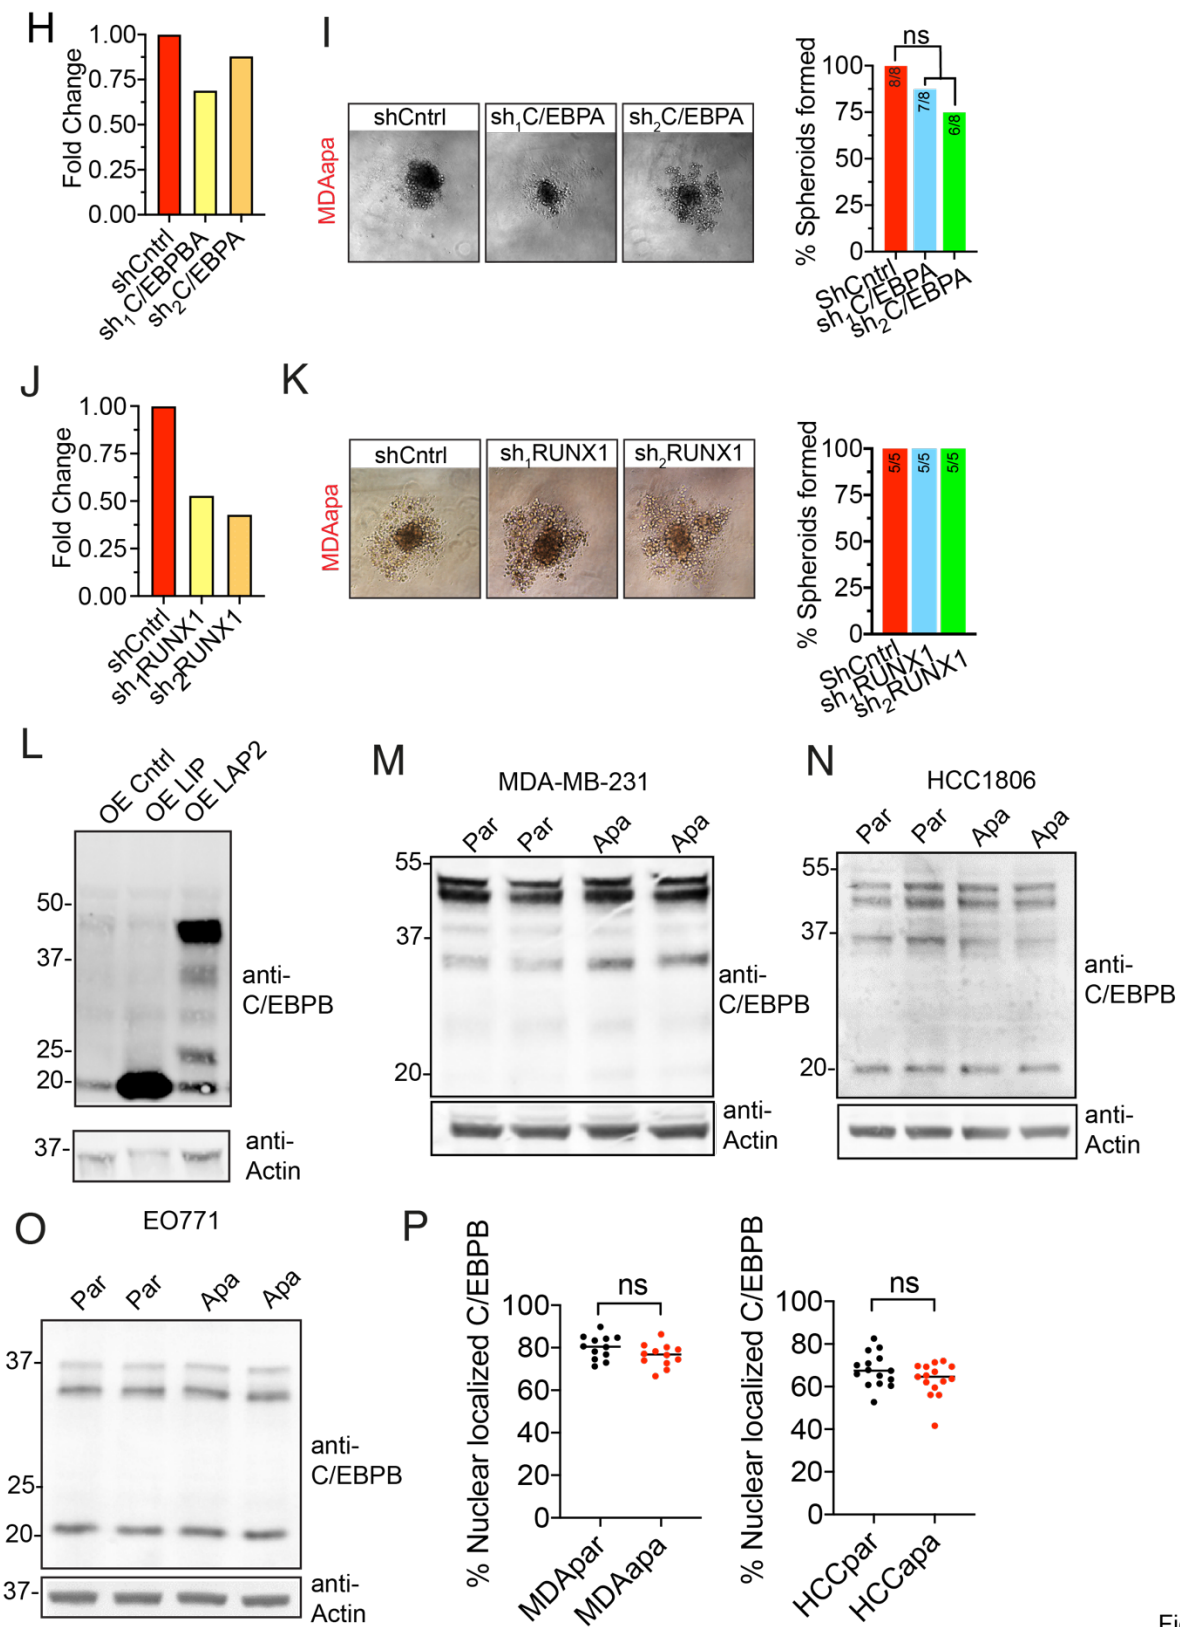 H
Fold Change
1.00
0.75
0.50
0.25
0.00
shCntrl
sh1C/EBPBA
sh2C/EBPA
I
MDAapa
shCntrl
sh1C/EBPA
sh2C/EBPA
% Spheroids formed
ns
100
75
50
25
0
8/8
7/8
6/8
ShCntrl
sh1C/EBPA
sh2C/EBPA
J
Fold Change
1.00
0.75
0.50
0.25
0.00
shCntrl
sh1RUNX1
sh2RUNX1
K
MDAapa
shCntrl
sh1RUNX1
sh2RUNX1
% Spheroids formed
100
75
50
25
0
5/5
5/5
5/5
ShCntrl
sh1RUNX1
sh2RUNX1
L
OE Cntrl
OE LIP
OE LAP2
50-
37-
25-
20-
anti-
C/EBPB
37-
anti-
Actin
M
MDA-MB-231
Par
Par
Apa
Apa
55-
37-
20-
anti-
C/EBPB
anti-
Actin
N
HCC1806
Par
Par
Apa
Apa
55-
37-
20-
anti-
C/EBPB
anti-
Actin
O
EO771
Par
Par
Apa
Apa
37-
25-
20-
anti-
C/EBPB
37-
anti-
Actin
P
% Nuclear localized C/EBPB
ns
100
80
60
40
20
0
MDApar
MDAapa
% Nuclear localized C/EBPB
ns
100
80
60
40
20
0
HCCpar
HCCapa